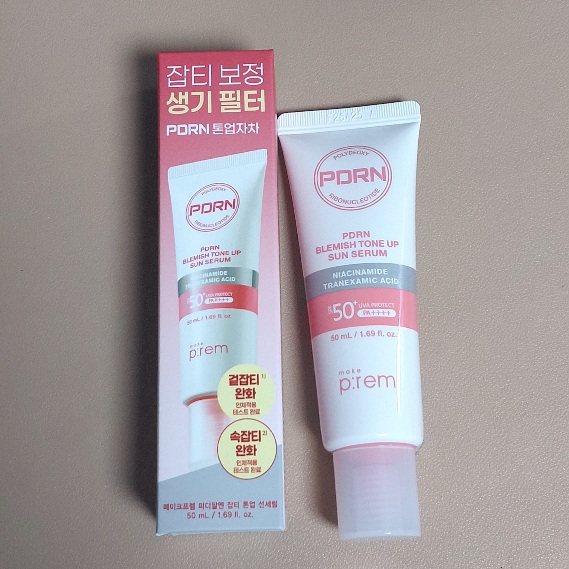 잡티 보정
생기 필터
PDRN 톤업자차
POLYDEOXY
PDRN
RIBONUCLEOTIDE
PDRN
BLEMISH TONE UP
SUN SERUM
NIACINAMIDE
TRANEXAMIC ACID
50+ UVA PROTECT
PA++++
50 mL / 1.69 fl. oz.
make
p:rem
겉잡티1)
완화
인체적용
테스트 완료
속잡티2)
완화
인체적용
테스트 완료
메이크프렘 피디알엔 잡티 톤업 선세럼
50 mL / 1.69 fl. oz.
POLYDEOXY
PDRN
RIBONUCLEOTIDE
PDRN
BLEMISH TONE UP
SUN SERUM
NIACINAMIDE
TRANEXAMIC ACID
SPF 50+ UVA PROTECT
PA++++
50 mL / 1.69 fl. oz.
make
p:rem